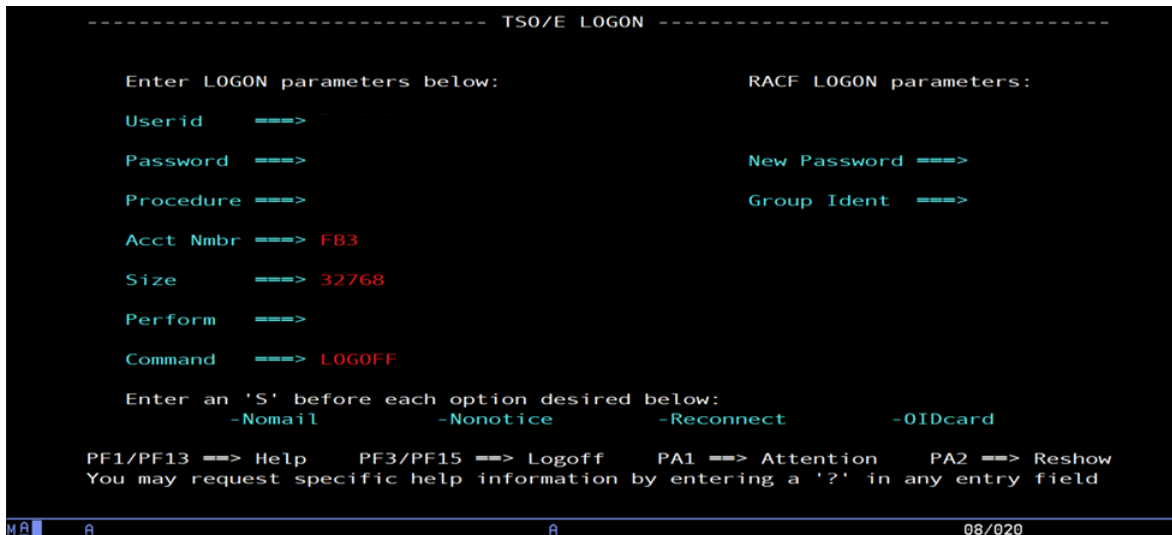 ------------------------------- TSO/E LOGON -----------------------------------
Enter LOGON parameters below: RACF LOGON parameters:
Userid ===>
Password ===> New Password ===>
Procedure ===> Group Ident ===>
Acct Nmbr ===> FB3
Size ===> 32768
Perform ===>
Command ===> LOGOFF
Enter an 'S' before each option desired below:
-Nomail -Nonotice -Reconnect -OIDcard
PF1/PF13 ==> Help PF3/PF15 ==> Logoff PA1 ==> Attention PA2 ==> Reshow
You may request specific help information by entering a '?' in any entry field
MA A A 08/020